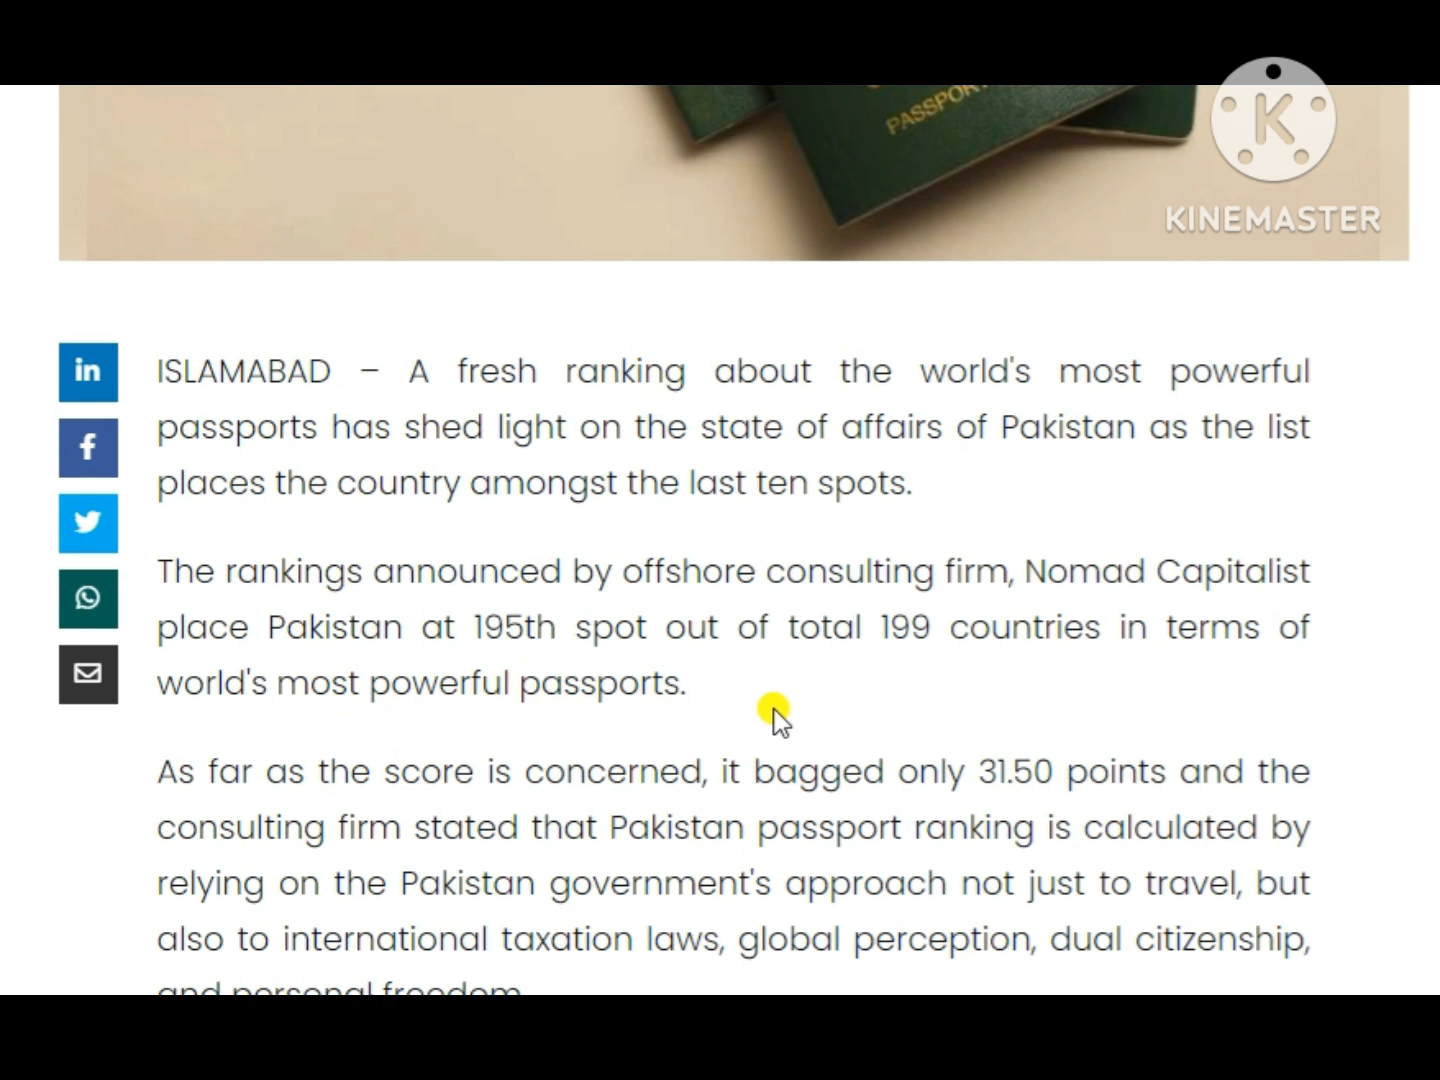 PASSPORT
K
KINEMASTER
in
f
ISLAMABAD – A fresh ranking about the world's most powerful
passports has shed light on the state of affairs of Pakistan as the list
places the country amongst the last ten spots.
The rankings announced by offshore consulting firm, Nomad Capitalist
place Pakistan at 195th spot out of total 199 countries in terms of
world's most powerful passports.
As far as the score is concerned, it bagged only 31.50 points and the
consulting firm stated that Pakistan passport ranking is calculated by
relying on the Pakistan government's approach not just to travel, but
also to international taxation laws, global perception, dual citizenship,
and personal freedom.